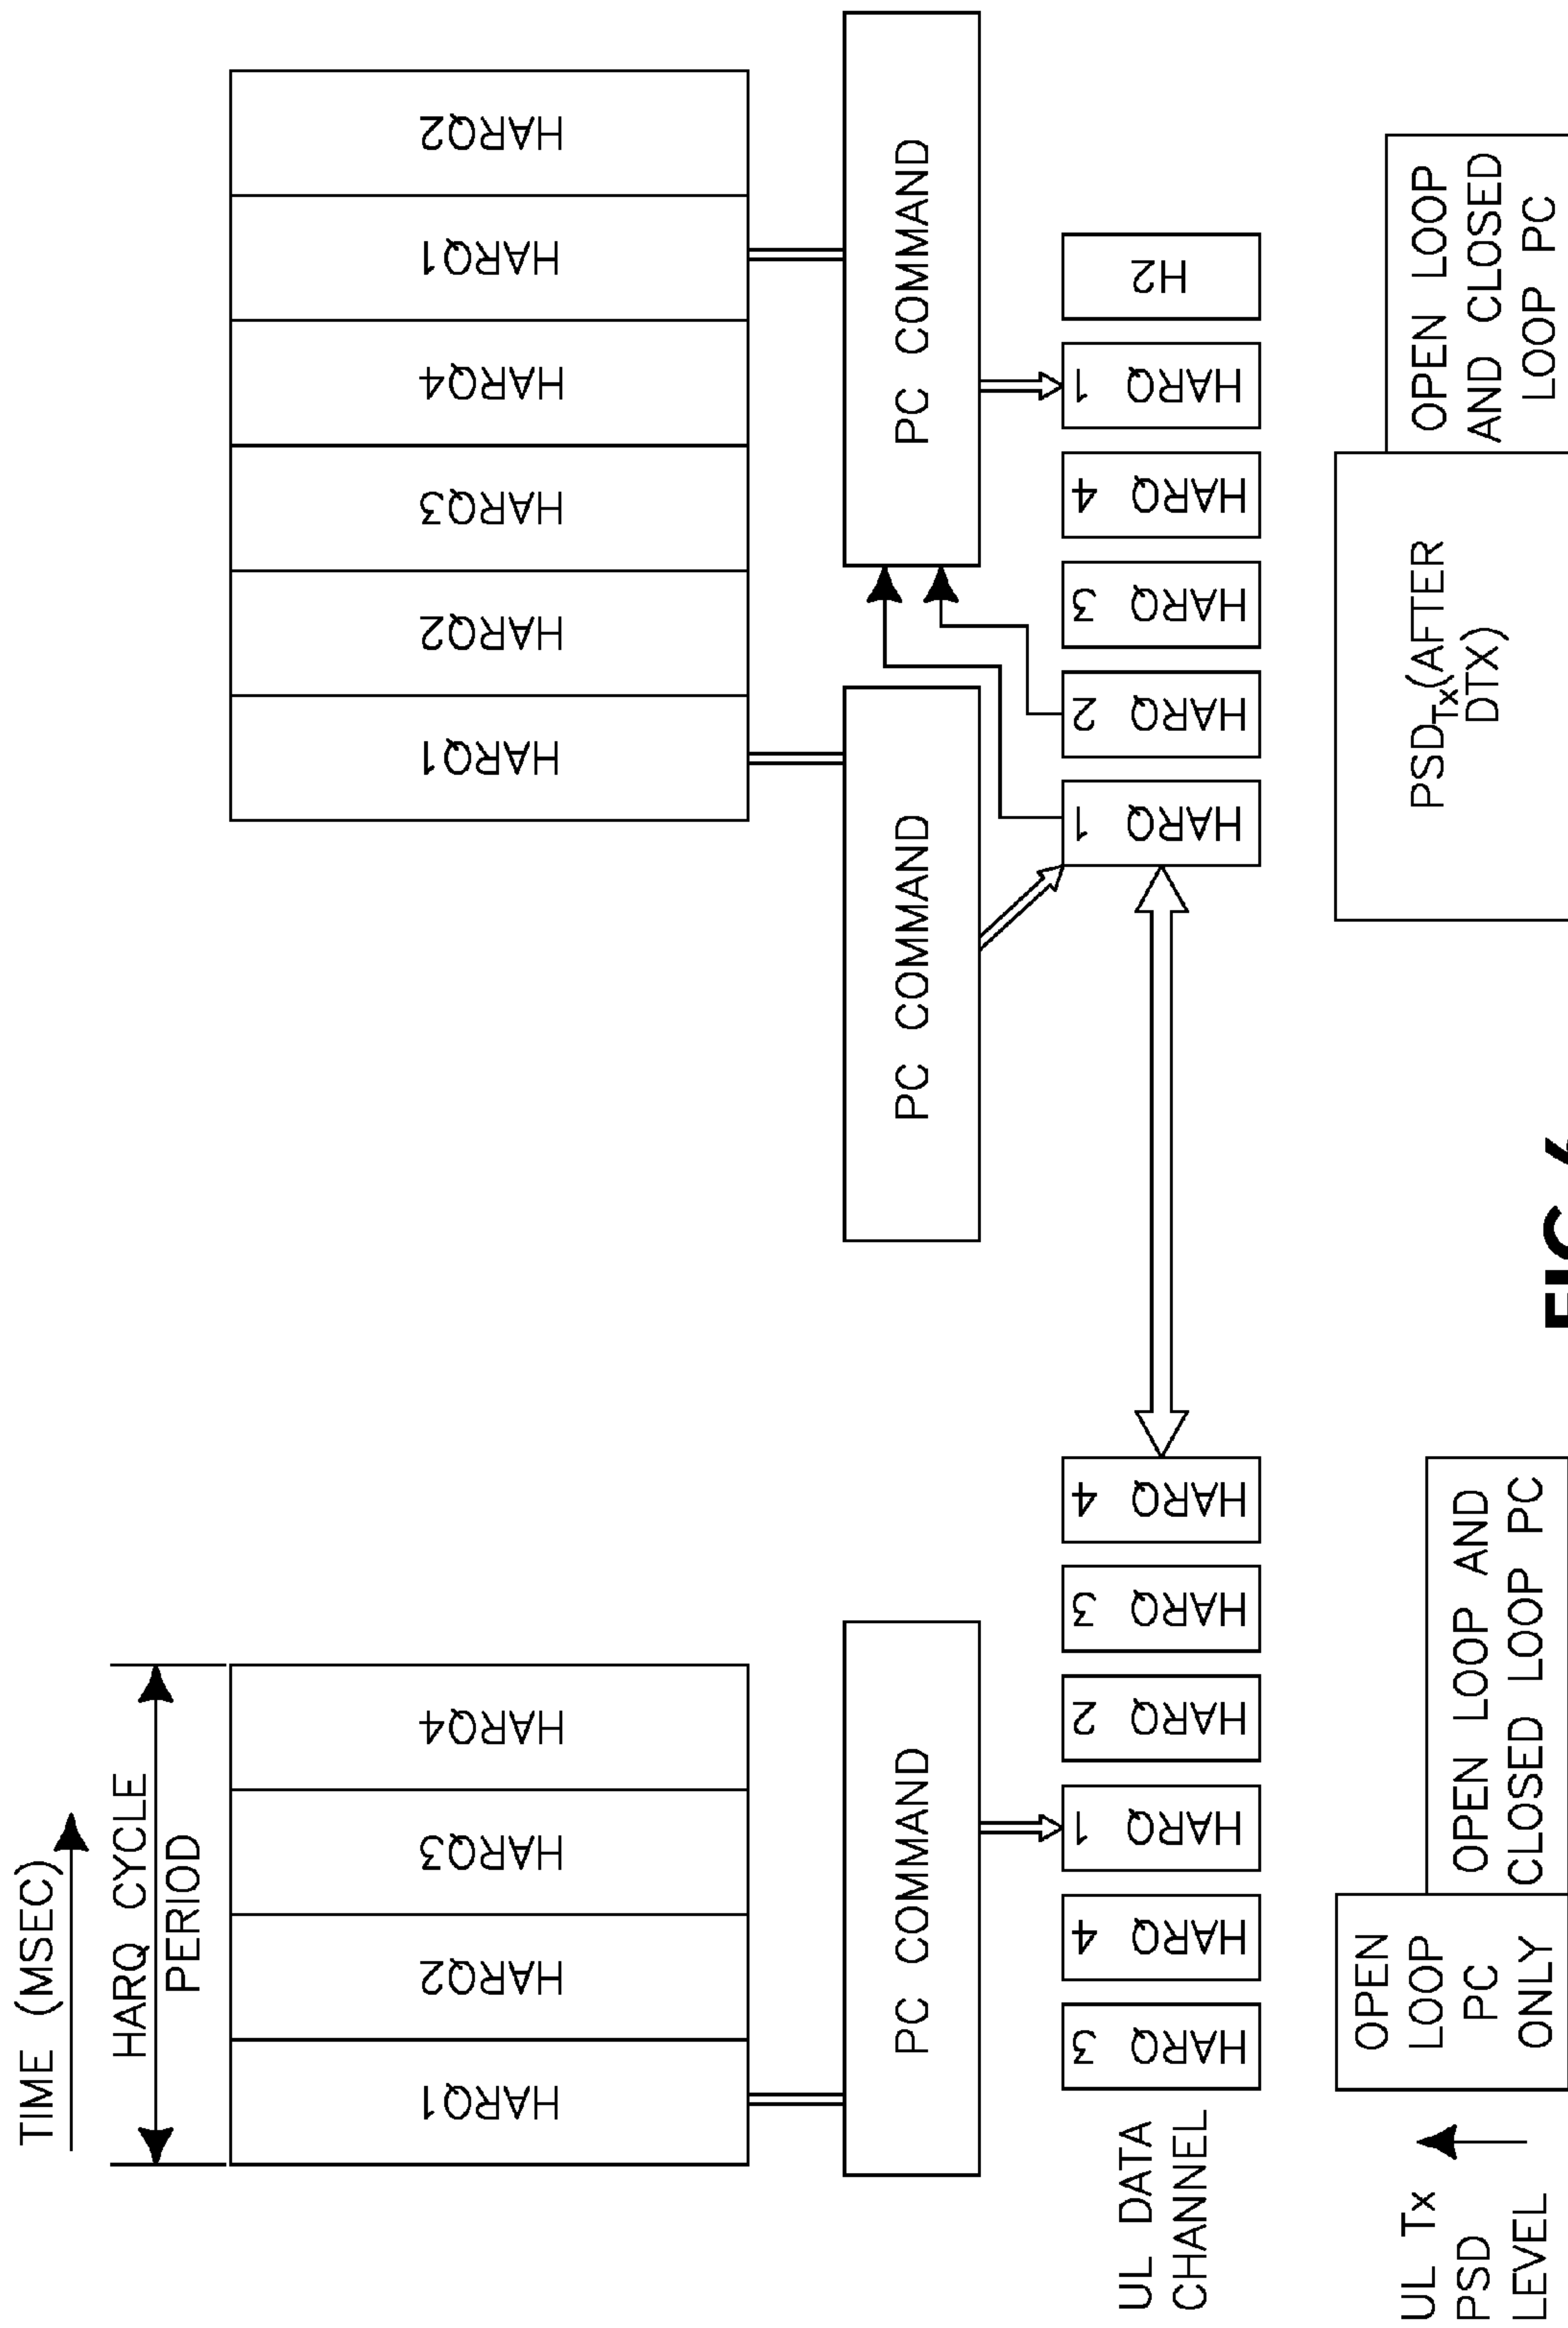 TIME (MSEC)
HARQ CYCLE
PERIOD
HARQ1
HARQ2
HARQ3
HARQ4
HARQ1
HARQ2
HARQ3
HARQ4
HARQ1
HARQ2
PC COMMAND
PC COMMAND
PC COMMAND
UL DATA
CHANNEL
HARQ 3
HARQ 4
HARQ 1
HARQ 2
HARQ 3
HARQ 4
HARQ 1
HARQ 2
HARQ 3
HARQ 4
HARQ 1
H2
UL Tx
PSD
LEVEL
OPEN
LOOP
PC
ONLY
OPEN LOOP AND
CLOSED LOOP PC
PSD Tx (AFTER
DTX)
OPEN LOOP
AND CLOSED
LOOP PC